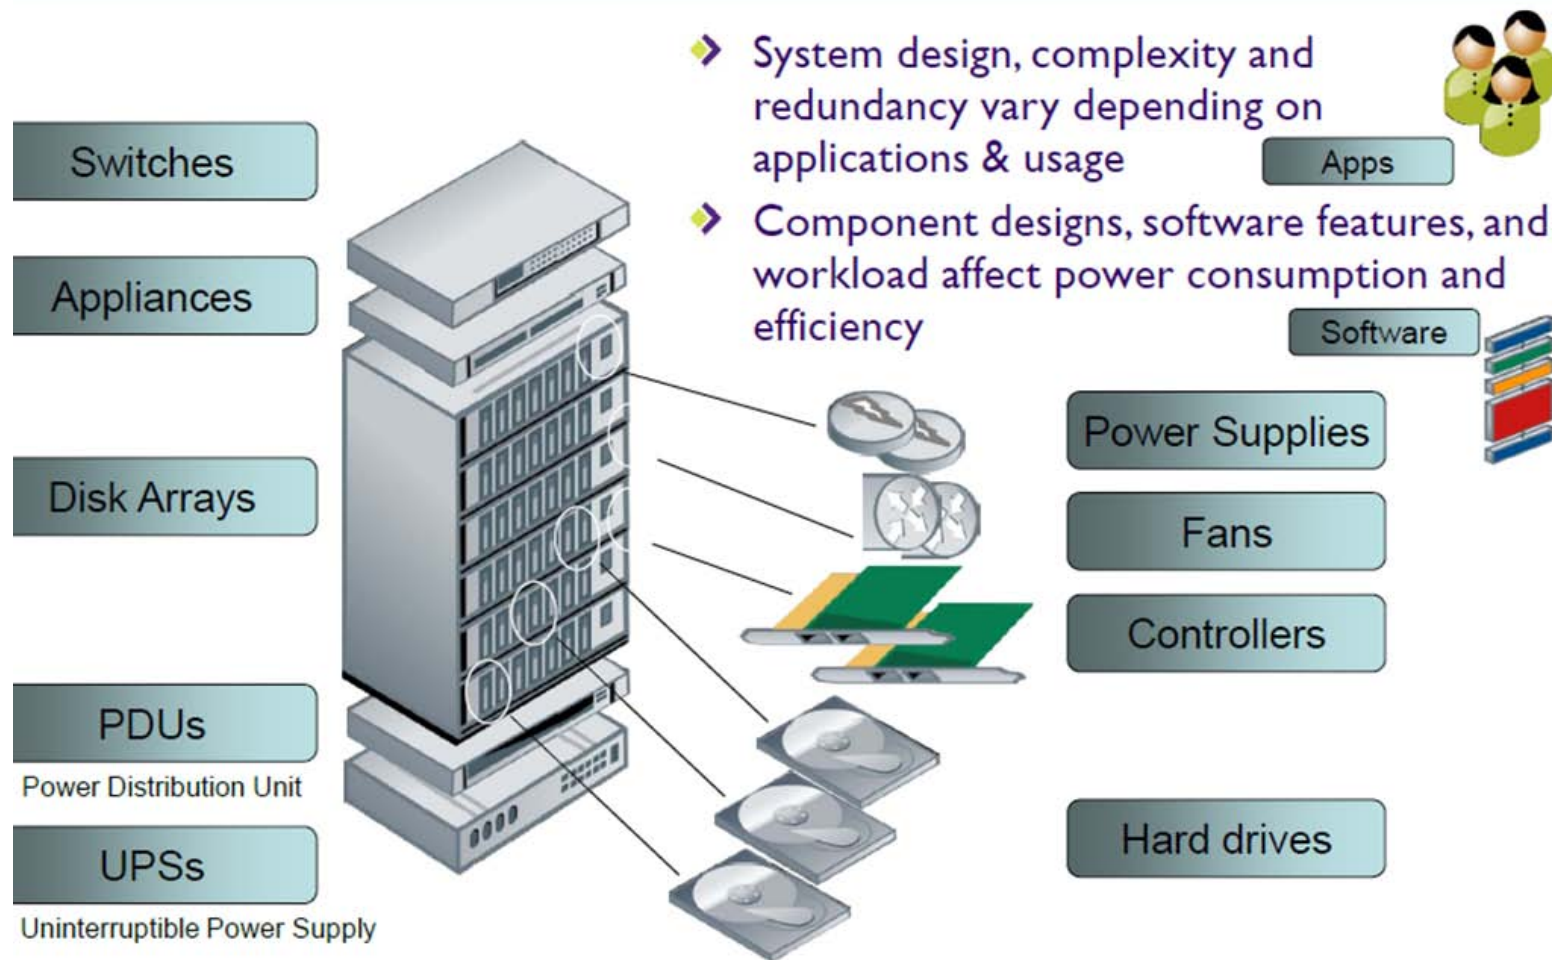 System design, complexity and
redundancy vary depending on
applications & usage
Apps
Component designs, software features, and
workload affect power consumption and
efficiency
Software
Switches
Appliances
Disk Arrays
PDUs
Power Distribution Unit
UPSs
Uninterruptible Power Supply
Power Supplies
Fans
Controllers
Hard drives